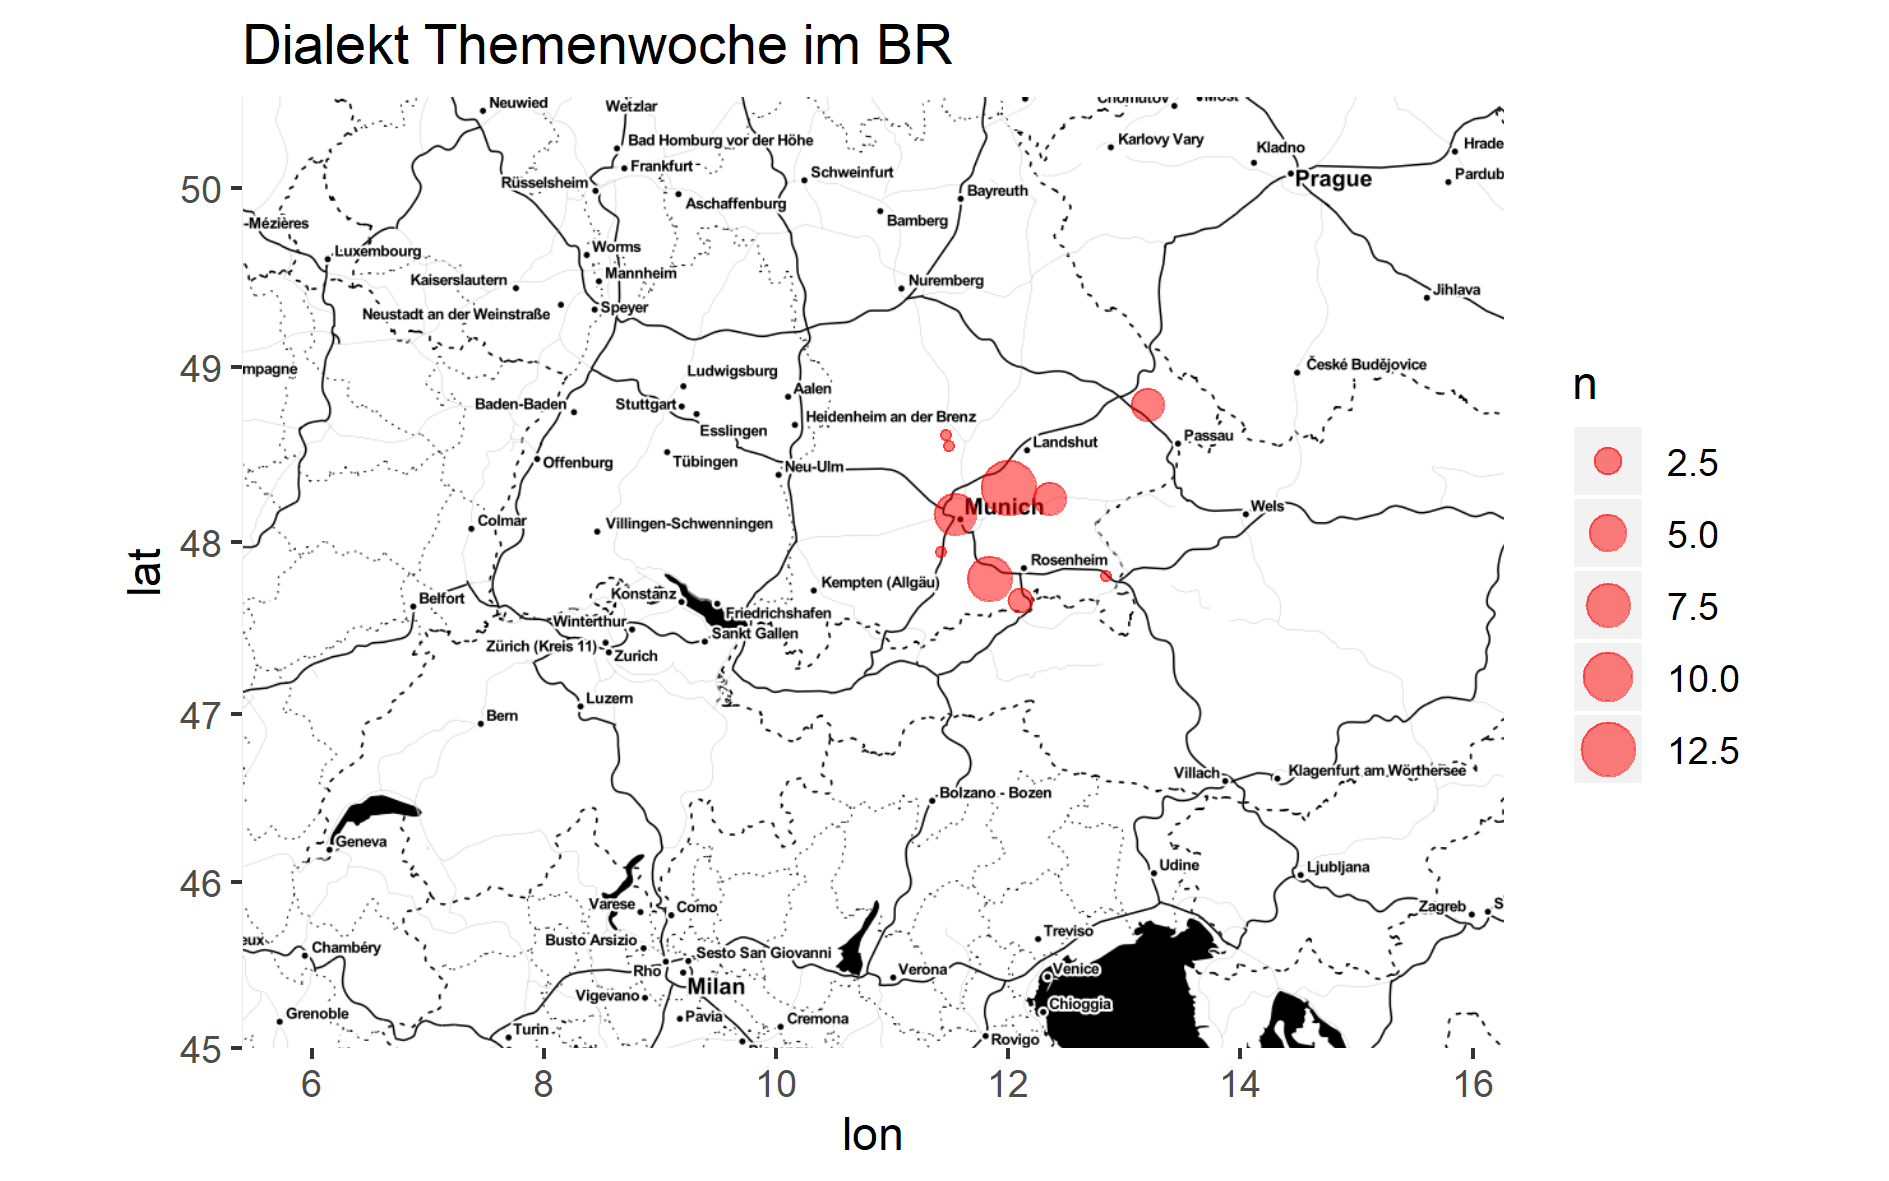 Dialekt Themenwoche im BR
Neuwied
Wetzlar
Chomutov
Most
Bad Homburg vor der Höhe
Karlovy Vary
Kladno
Hrade
Frankfurt
Schweinfurt
Prague
Pardub
Rüsselsheim
Bayreuth
Aschaffenburg
Bamberg
-Mézières
Luxembourg
Worms
Mannheim
Kaiserslautern
Nuremberg
Jihlava
Neustadt an der Weinstraße
Speyer
mpagne
Ludwigsburg
České Budějovice
Aalen
Baden-Baden
Stuttgart
Heidenheim an der Brenz
Esslingen
Landshut
Passau
Offenburg
Tübingen
Neu-Ulm
Munich
Wels
Colmar
Villingen-Schwenningen
Rosenheim
Kempten (Allgäu)
Belfort
Konstanz
Friedrichshafen
Winterthur
Sankt Gallen
Zürich (Kreis 11)
Zurich
Luzern
Bern
Villach
Klagenfurt am Wörthersee
Bolzano - Bozen
Geneva
Udine
Ljubljana
Varese
Como
Zagreb
S
eux
Chambéry
Busto Arsizio
Sesto San Giovanni
Treviso
Rho
Verona
Venice
Milan
Vigevano
Chioggia
Grenoble
Pavia
Cremona
Turin
Rovigo
50
49
48
47
46
45
lat
6
8
10
12
14
16
lon
n
2.5
5.0
7.5
10.0
12.5